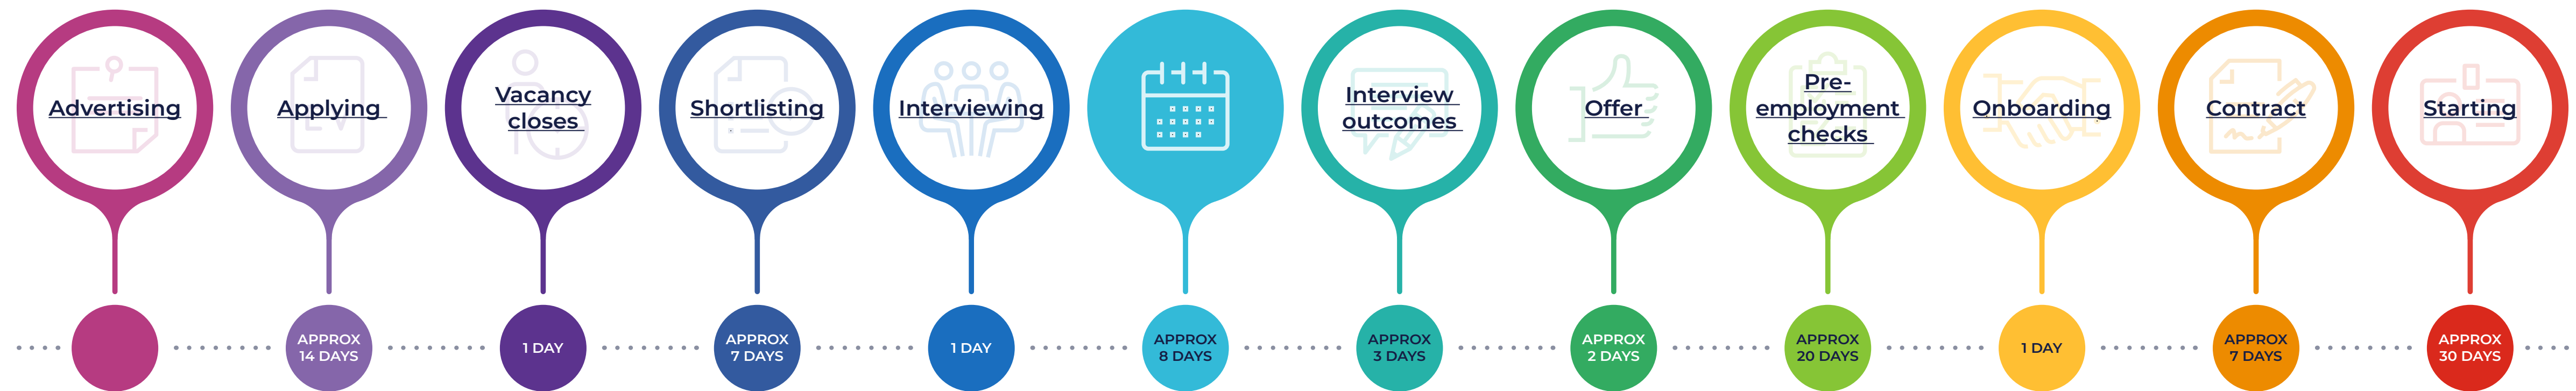 Advertising
Applying
Vacancy
closes
Shortlisting
Interviewing
Interview
outcomes
Offer
Pre-
employment
checks
Onboarding
Contract
Starting
APPROX
14 DAYS
1 DAY
APPROX
7 DAYS
1 DAY
APPROX
8 DAYS
APPROX
3 DAYS
APPROX
2 DAYS
APPROX
20 DAYS
1 DAY
APPROX
7 DAYS
APPROX
30 DAYS